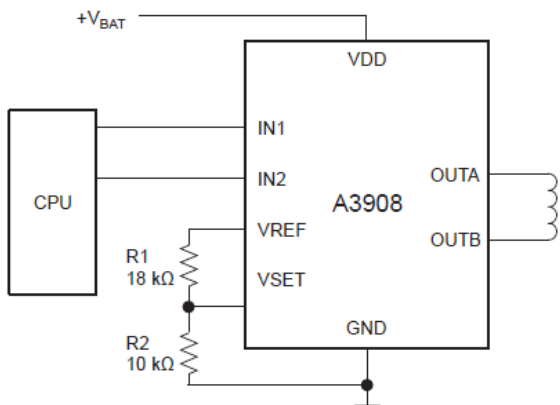 +VBAT
VDD
IN1
CPU
IN2
OUTA
A3908
VREF
OUTB
R1
18 kΩ
VSET
GND
R2
10 kΩ